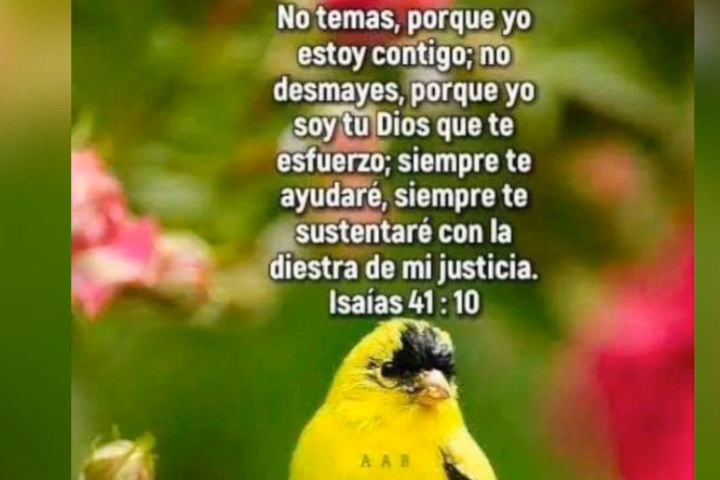 No temas, porque yo
estoy contigo; no
desmayes, porque yo
soy tu Dios que te
esfuerzo; siempre te
ayudaré, siempre te
sustentaré con la
diestra de mi justicia.
Isaías 41 : 10
A A B